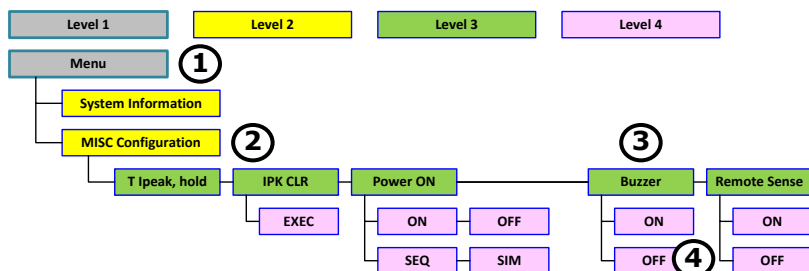 Level 1 Level 2 Level 3 Level 4
Menu 1
System Information
MISC Configuration 2 3
T Ipeak, hold IPK CLR Power ON Buzzer Remote Sense
EXEC ON OFF ON ON
SEQ SIM OFF 4 OFF